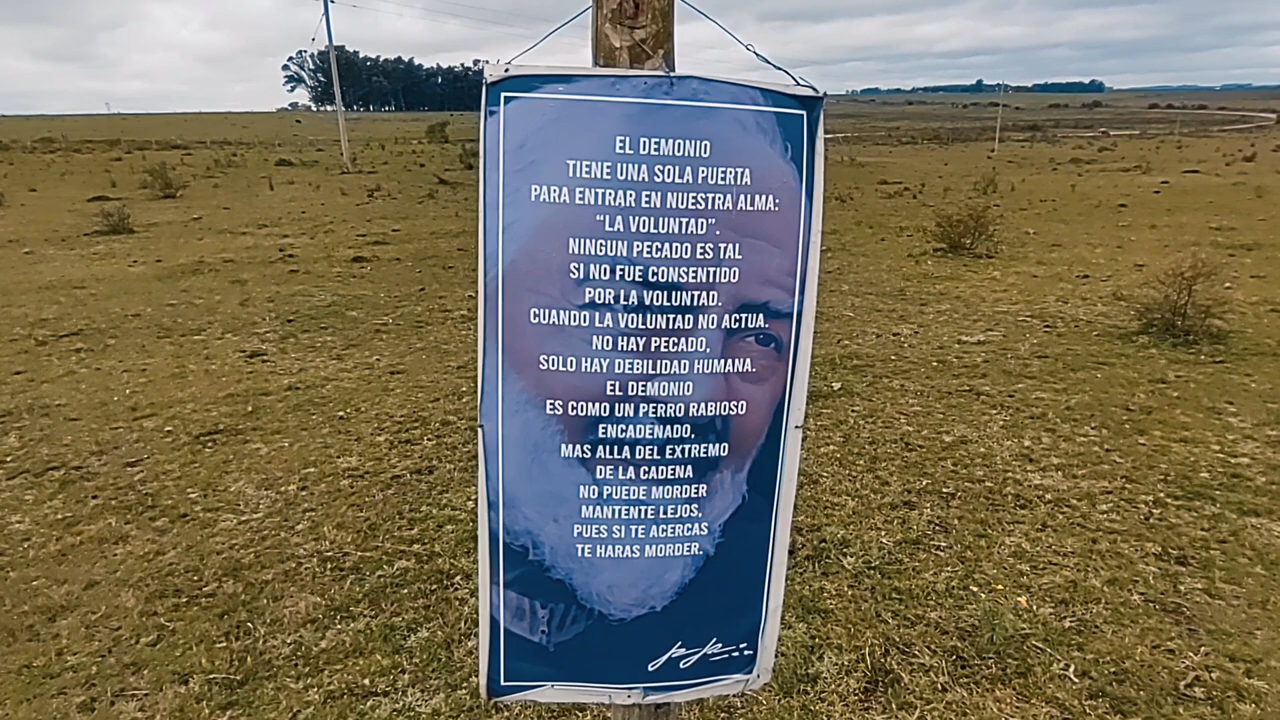 EL DEMONIO
TIENE UNA SOLA PUERTA
PARA ENTRAR EN NUESTRA ALMA:
“LA VOLUNTAD”.
NINGUN PECADO ES TAL
SI NO FUE CONSENTIDO
POR LA VOLUNTAD.
CUANDO LA VOLUNTAD NO ACTUA.
NO HAY PECADO,
SOLO HAY DEBILIDAD HUMANA.
EL DEMONIO
ES COMO UN PERRO RABIOSO
ENCADENADO,
MAS ALLA DEL EXTREMO
DE LA CADENA
NO PUEDE MORDER
MANTENTE LEJOS,
PUES SI TE ACERCAS
TE HARAS MORDER.